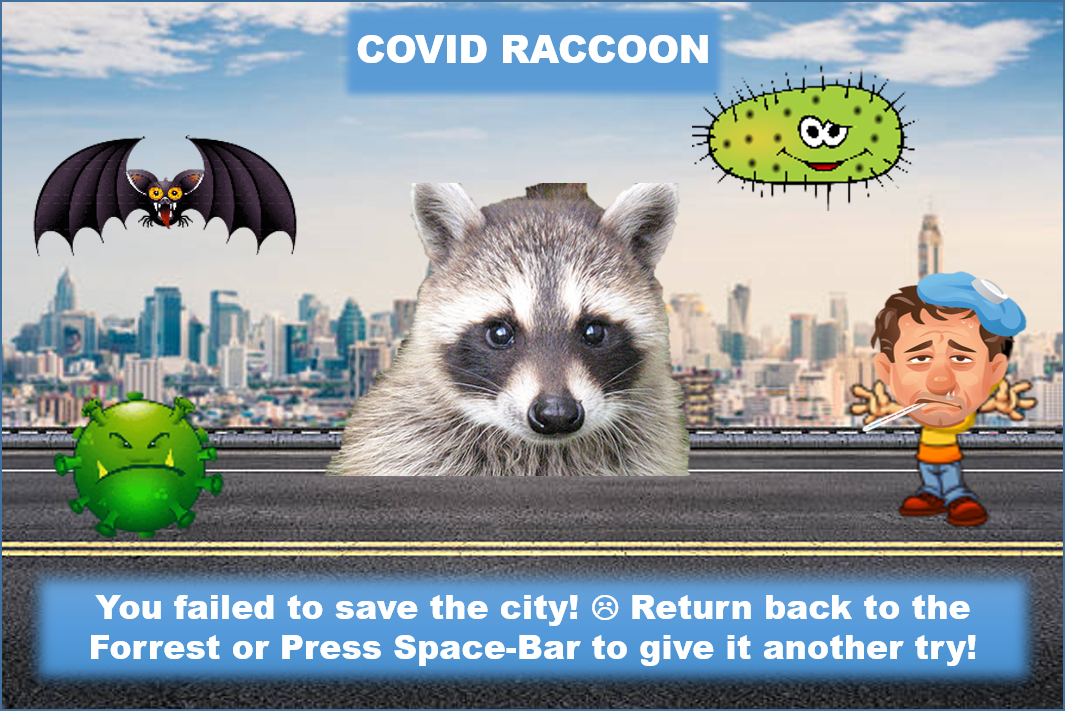 COVID RACCOON
You failed to save the city! ☹ Return back to the
Forrest or Press Space-Bar to give it another try!